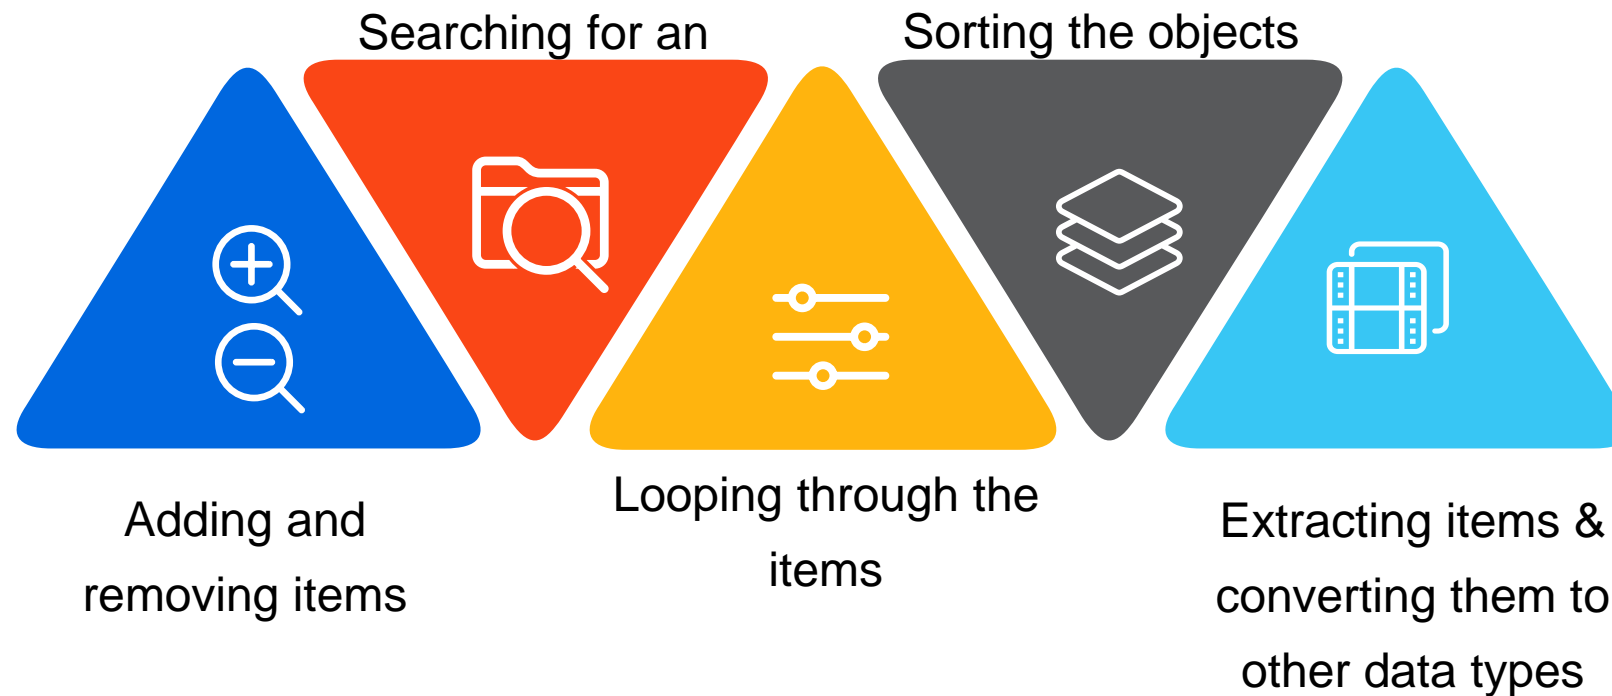 Searching for an
Sorting the objects
Adding and
removing items
Looping through the
items
Extracting items &
converting them to
other data types